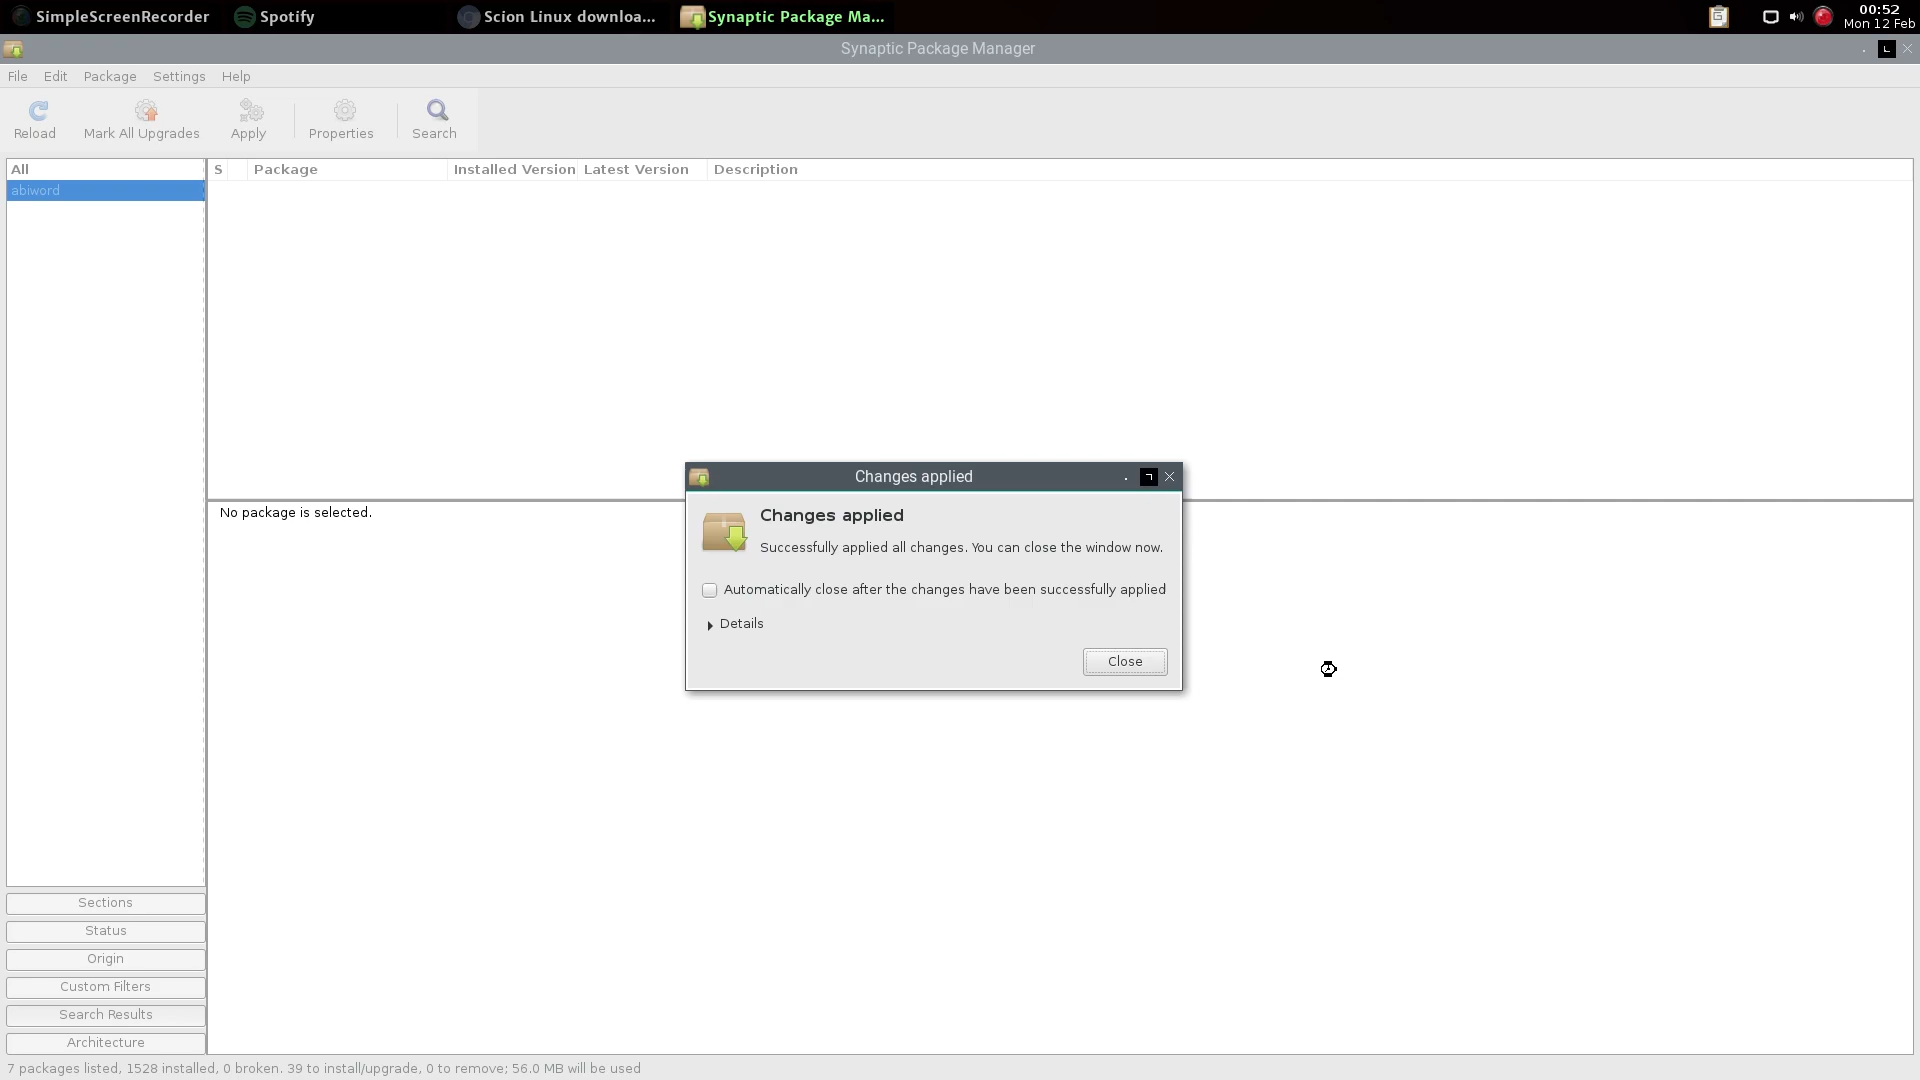 SimpleScreenRecorder
Spotify
Scion Linux downloa...
Synaptic Package Ma...
00:52
Mon 12 Feb
Synaptic Package Manager
File Edit Package Settings Help
Reload Mark All Upgrades Apply Properties Search
All
abiword
S Package Installed Version Latest Version Description
No package is selected.
Changes applied
Changes applied
Successfully applied all changes. You can close the window now.
Automatically close after the changes have been successfully applied
Details
Close
Sections
Status
Origin
Custom Filters
Search Results
Architecture
7 packages listed, 1528 installed, 0 broken. 39 to install/upgrade, 0 to remove; 56.0 MB will be used